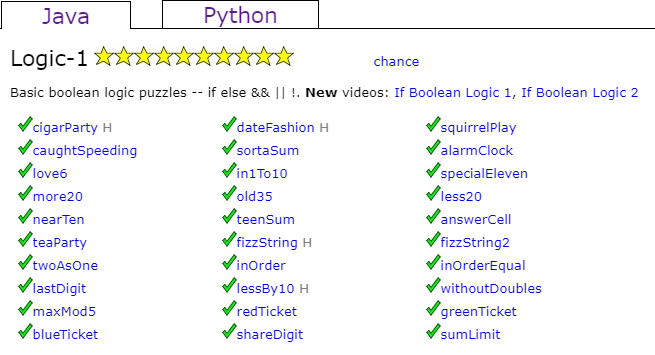 Java Python
Logic-1 chance
Basic boolean logic puzzles -- if else && || !. New videos: If Boolean Logic 1, If Boolean Logic 2
cigarParty H dateFashion H squirrelPlay
caughtSpeeding sortaSum alarmClock
love6 in1To10 specialEleven
more20 old35 less20
nearTen teenSum answerCell
teaParty fizzString H fizzString2
twoAsOne inOrder inOrderEqual
lastDigit lessBy10 H withoutDoubles
maxMod5 redTicket greenTicket
blueTicket shareDigit sumLimit